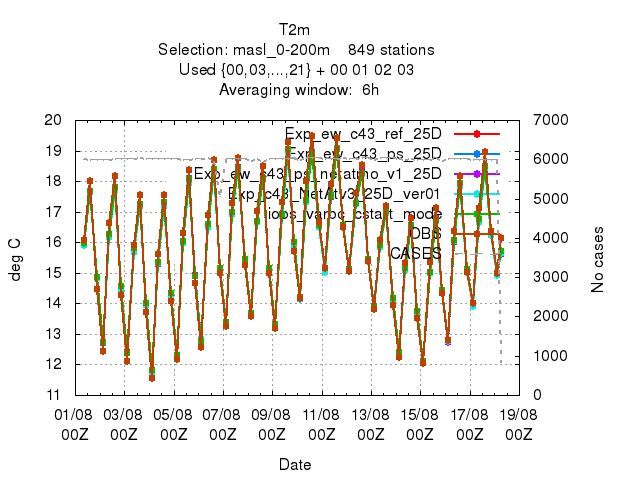 T2m
Selection: masl_0-200m 849 stations
Used {00,03,...,21} + 00 01 02 03
Averaging window: 6h
20 7000
Exp_ew_c43_ref_25D
19 Exp_ew_c43_ps_25D 6000
18 Exp_ew_c43_ps_netatmo_v1_25D
Exp_c43_NetAtv3_25D_ver01 5000
17 iops_varbc_cstart_mode
OBS
16 CASES 4000
15 3000
14 2000
13
12 1000
11 0
deg C
No cases
01/08 03/08 05/08 07/08 09/08 11/08 13/08 15/08 17/08 19/08
00Z 00Z 00Z 00Z 00Z 00Z 00Z 00Z 00Z 00Z
Date